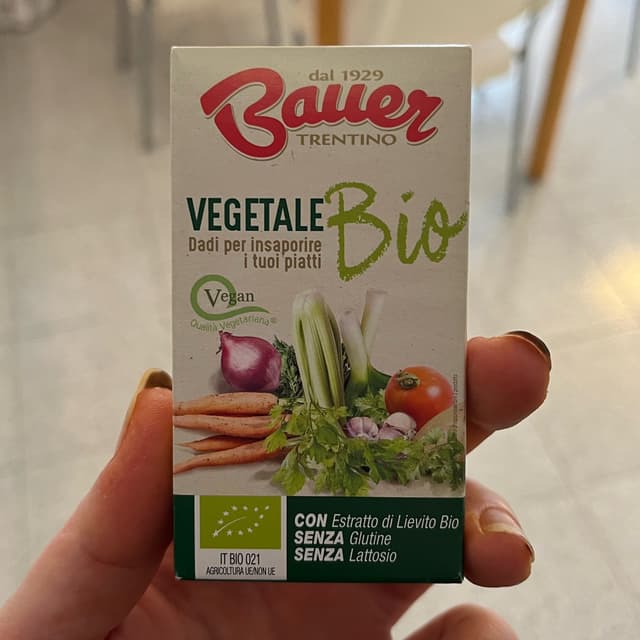 dal 1929
Bauer
TRENTINO
VEGETALE Bio
Dadi per insaporire
i tuoi piatti
Vegan
Qualità Vegetariana®
CON Estratto di Lievito Bio
SENZA Glutine
SENZA Lattosio
IT BIO 021
AGRICOLTURA UE/NON UE